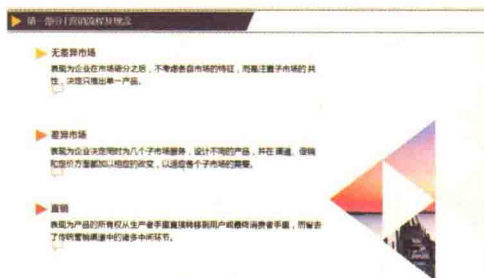 第一部分 | 营销流程及理念
无差异市场
表现为企业在市场细分之后，不考虑各自市场的特征，而是注重子市场的共
性，决定只推出单一产品。
差异市场
表现为企业决定同时为几个子市场服务，设计不同的产品，并在渠道、促销
和定价方面都加以相应的改变，以适应各个子市场的需要。
直销
表现为产品的所有权从生产者手里直接转移到用户或最终消费者手里，而省去
了传统营销渠道中的诸多中间环节。